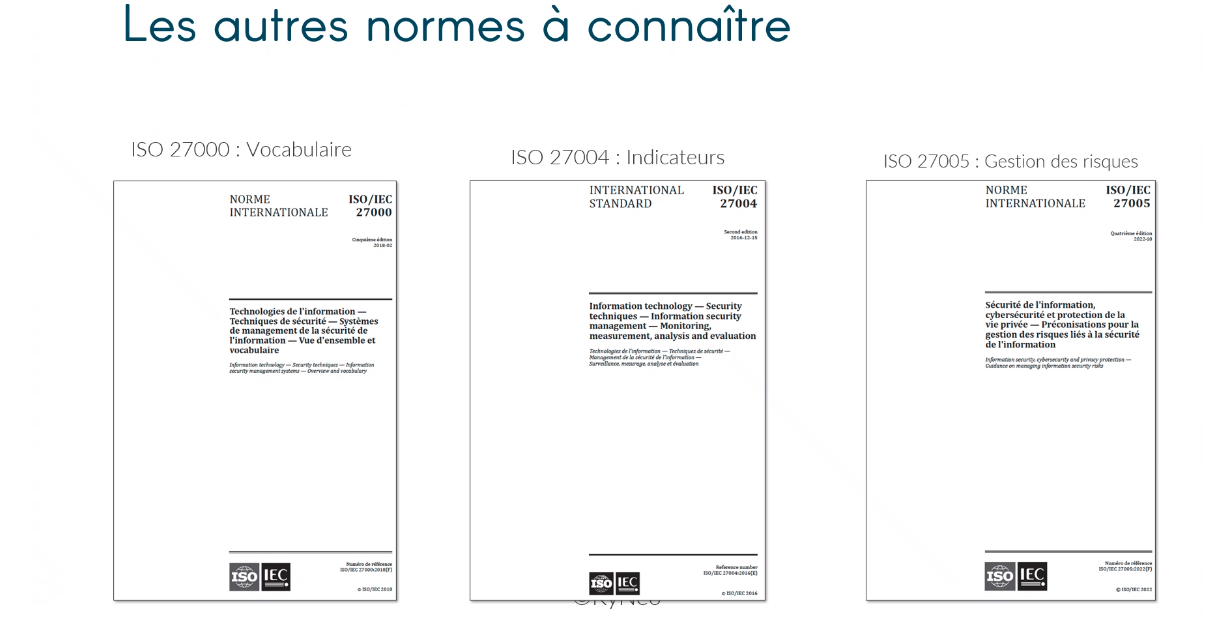 Les autres normes à connaître
ISO 27000 : Vocabulaire
NORME
INTERNATIONALE
ISO/IEC
27000
Cinquième édition
2018-02
Technologies de l'information —
Techniques de sécurité — Systèmes
de management de la sécurité de
l'information — Vue d'ensemble et
vocabulaire
Information technology — Security techniques — Information
security management systems — Overview and vocabulary
ISO IEC
Numéro de référence
ISO/IEC 27000:2018(F)
© ISO/IEC 2018
ISO 27004 : Indicateurs
INTERNATIONAL
STANDARD
ISO/IEC
27004
Second edition
2016-12-15
Information technology — Security
techniques — Information security
management — Monitoring,
measurement, analysis and evaluation
Technologies de l'information — Techniques de sécurité —
Management de la sécurité de l'information —
Surveillance, mesurage, analyse et évaluation
ISO IEC
Reference number
ISO/IEC 27004:2016(E)
© ISO/IEC 2016
ISO 27005 : Gestion des risques
NORME
INTERNATIONALE
ISO/IEC
27005
Quatrième édition
2022-10
Sécurité de l'information,
cybersécurité et protection de la
vie privée — Préconisations pour la
gestion des risques liés à la sécurité
de l'information
Information security, cybersecurity and privacy protection —
Guidance on managing information security risks
ISO IEC
Numéro de référence
ISO/IEC 27005:2022(F)
© ISO/IEC 2022